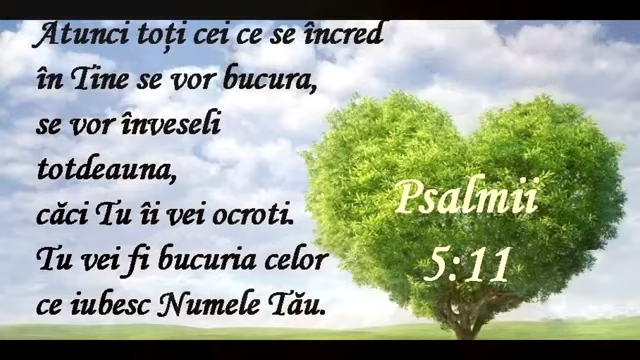 Atunci toți cei ce se încred
în Tine se vor bucura,
se vor înveseli
totdeauna,
căci Tu îi vei ocroti.
Tu vei fi bucuria celor
ce iubesc Numele Tău.
Psalmii
5:11